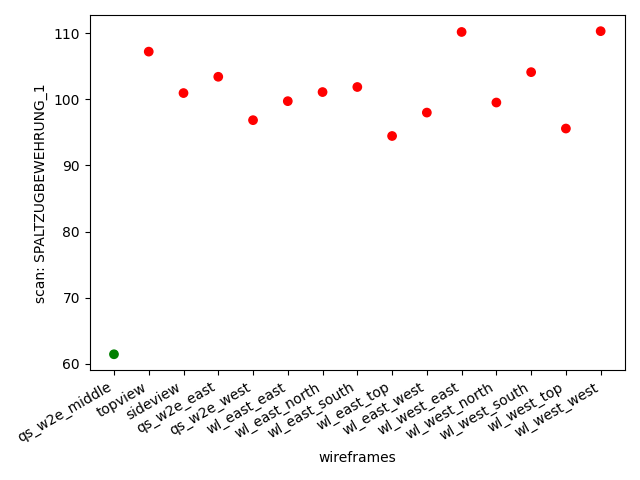 110
100
90
80
70
60
scan: SPALTZUGBEWEHRUNG_1
qs_w2e_middle
topview
sideview
qs_w2e_east
qs_w2e_west
wl_east_east
wl_east_north
wl_east_south
wl_east_top
wl_east_west
wl_west_east
wl_west_north
wl_west_south
wl_west_top
wl_west_west
wireframes